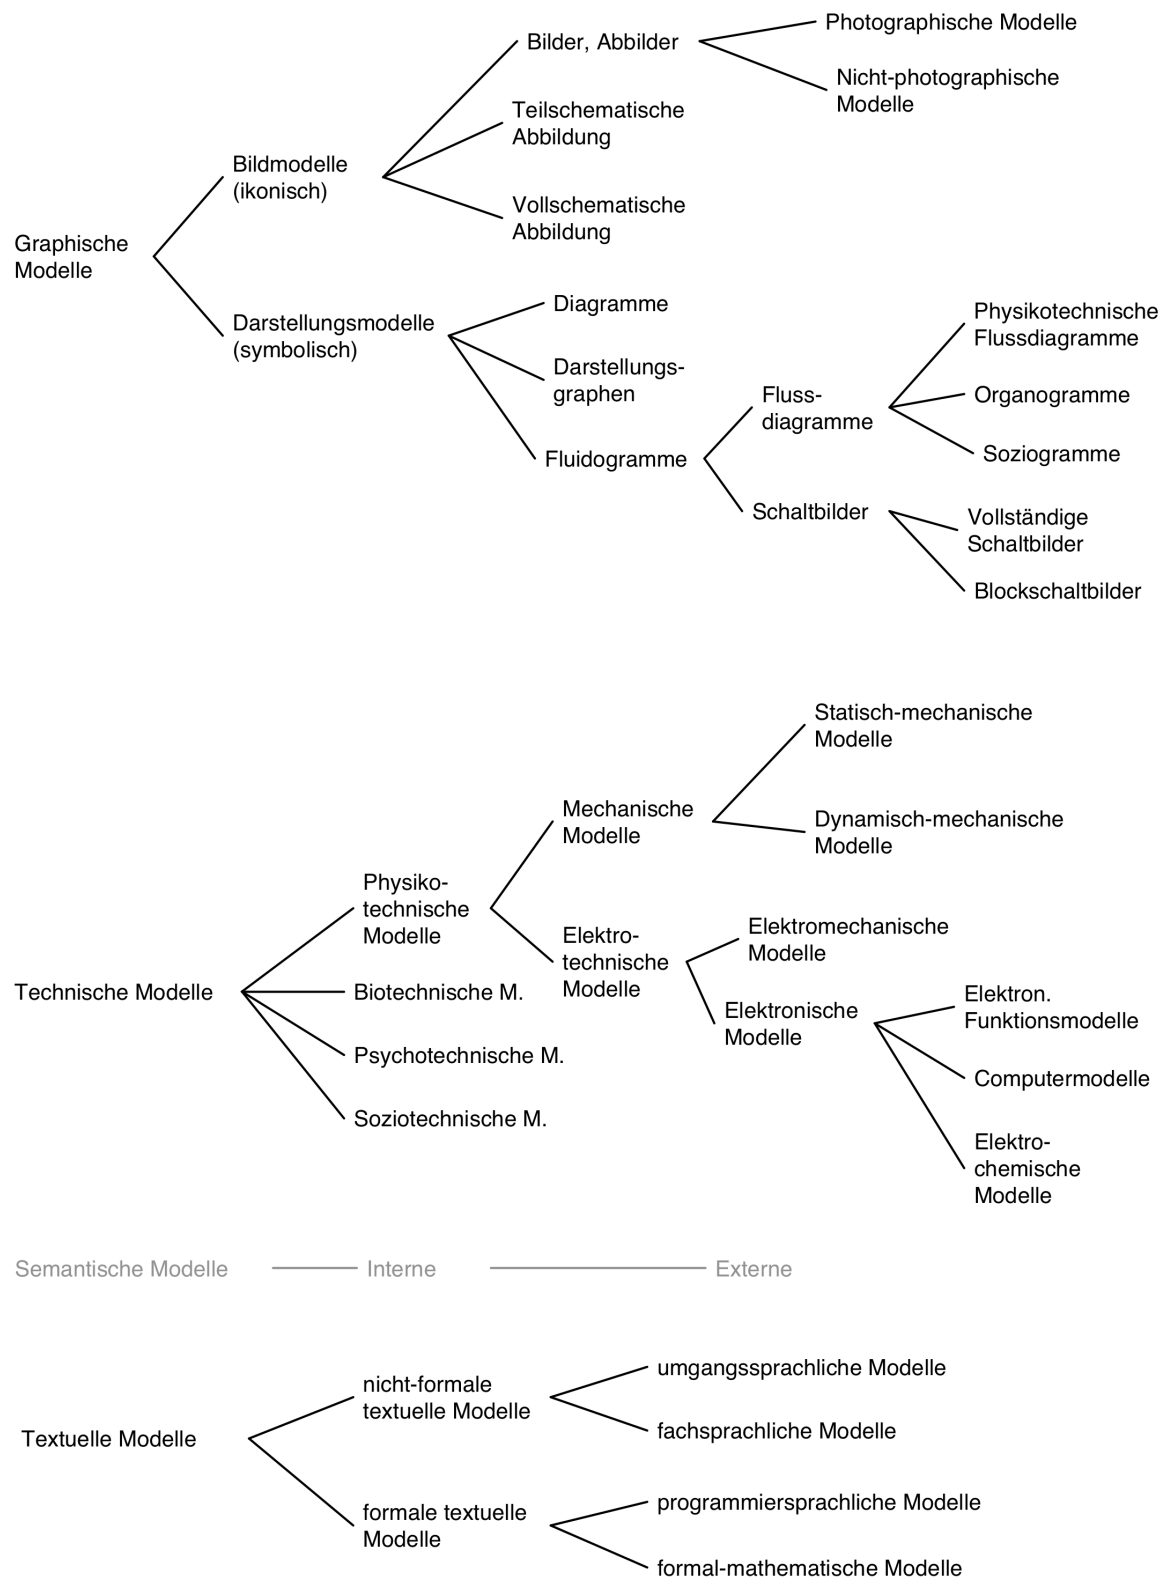 Graphische
Modelle
Bildmodelle
(ikonisch)
Bilder, Abbilder
Photographische Modelle
Nicht-photographische
Modelle
Teilschematische
Abbildung
Vollschematische
Abbildung
Darstellungsmodelle
(symbolisch)
Diagramme
Darstellungs-
graphen
Fluidogramme
Fluss-
diagramme
Physikotechnische
Flussdiagramme
Organogramme
Soziogramme
Schaltbilder
Vollständige
Schaltbilder
Blockschaltbilder
Technische Modelle
Physiko-
technische
Modelle
Mechanische
Modelle
Statisch-mechanische
Modelle
Dynamisch-mechanische
Modelle
Elektro-
technische
Modelle
Elektromechanische
Modelle
Elektronische
Modelle
Elektron.
Funktionsmodelle
Computermodelle
Elektro-
chemische
Modelle
Biotechnische M.
Psychotechnische M.
Soziotechnische M.
Semantische Modelle
Interne
Externe
Textuelle Modelle
nicht-formale
textuelle Modelle
umgangssprachliche Modelle
fachsprachliche Modelle
formale textuelle
Modelle
programmiersprachliche Modelle
formal-mathematische Modelle